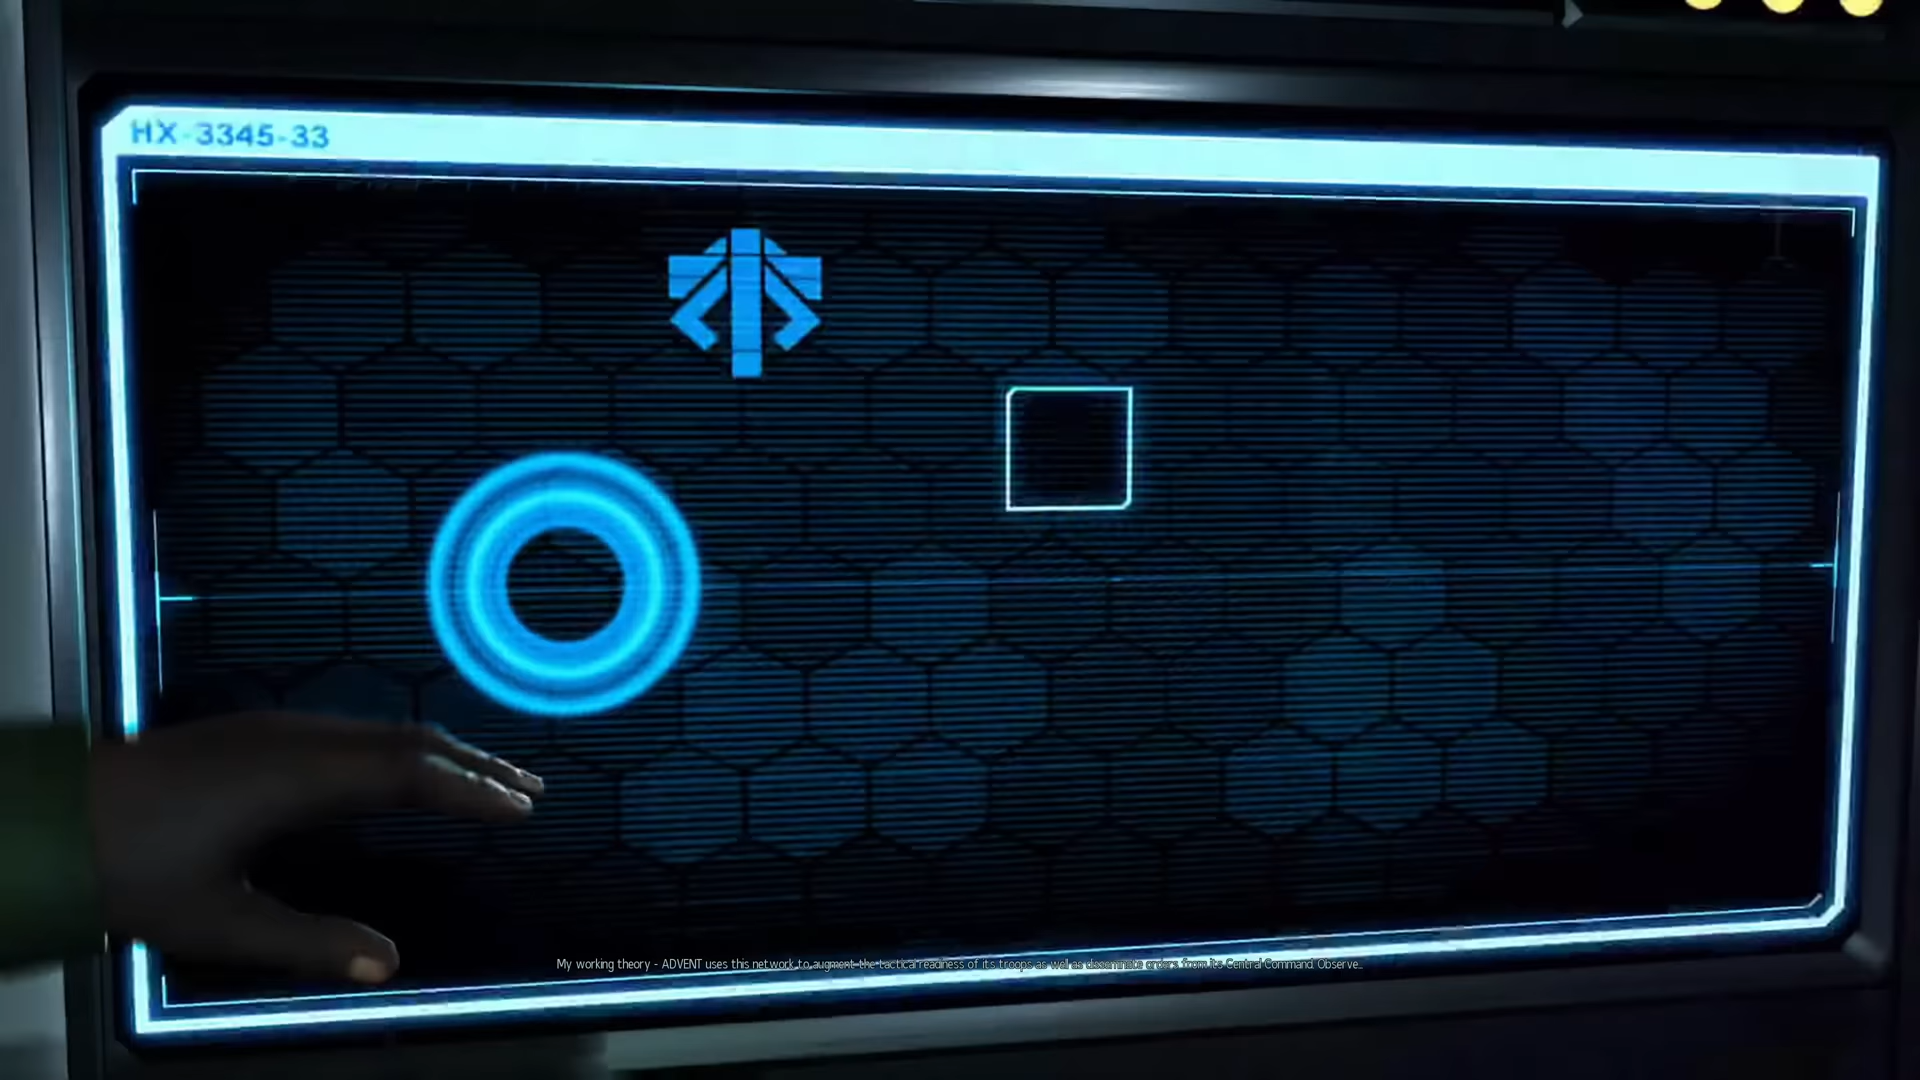 HX-3345-33
My working theory - ADVENT uses this network to augment the tactical readiness of its troops as well as disseminate orders from its Central Command. Observe...